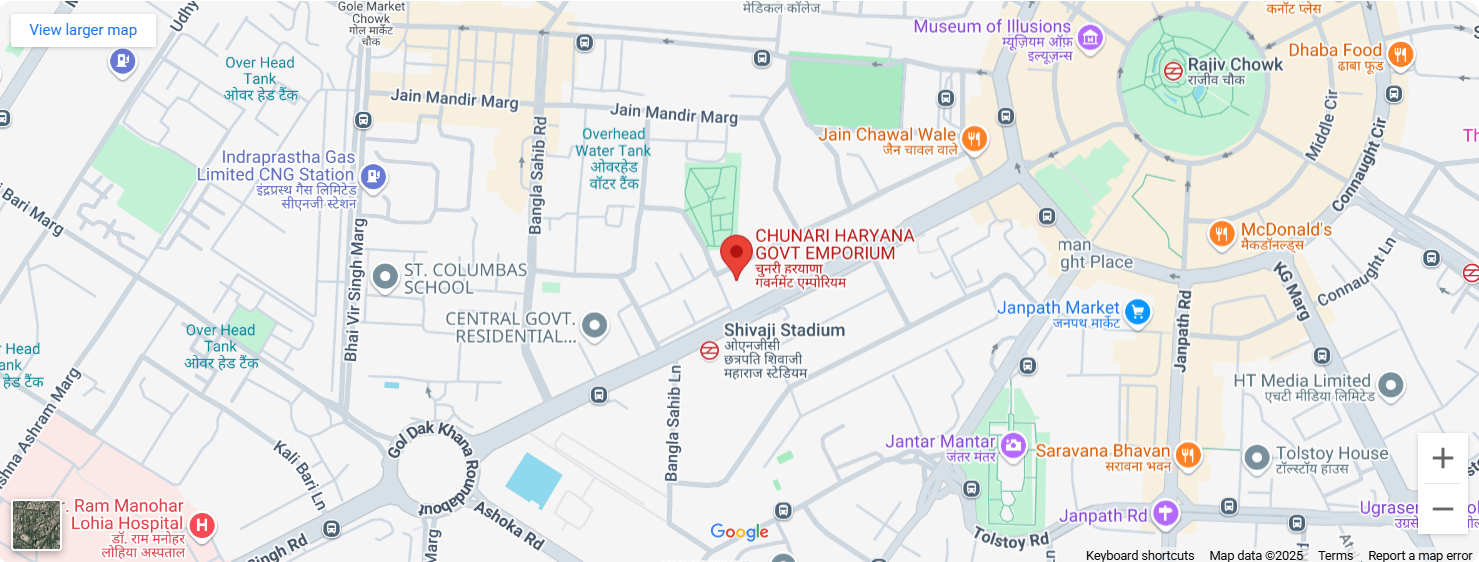 View larger map
Udhy
Gole Market
Chowk
गोल मार्केट
चौक
मेडिकल कॉलेज
Museum of Illusions
म्यूज़ियम ऑफ़
इल्यूज़न्स
कनॉट प्लेस
Dhaba Food
ढाबा फूड
Rajiv Chowk
राजीव चौक
Over Head
Tank
ओवर हेड टैंक
Jain Mandir Marg
Jain Mandir Marg
Bangla Sahib Rd
Overhead
Water Tank
ओवरहेड
वॉटर टैंक
Jain Chawal Wale
जैन चावल वाले
Middle Cir
Connaught Cir
Th
Indraprastha Gas
Limited CNG Station
इंद्रप्रस्थ गैस लिमिटेड
सीएनजी स्टेशन
i Bari Marg
Bhai Vir Singh Marg
CHUNARI HARYANA
GOVT EMPORIUM
चुनरी हरयाणा
गवर्नमेंट एम्पोरियम
McDonald's
मैकडॉनल्ड्स
man
ght Place
ST. COLUMBAS
SCHOOL
KG Marg
Connaught Ln
Janpath Market
जनपथ मार्केट
Janpath Rd
CENTRAL GOVT.
RESIDENTIAL...
Shivaji Stadium
ओएनजीसी
छत्रपति शिवाजी
महाराज स्टेडियम
Over Head
Tank
ओवर हेड टैंक
r Head
ank
हेड टैंक
HT Media Limited
एचटी मीडिया लिमिटेड
shna Ashram Marg
Bangla Sahib Ln
Gol Dak Khana Roundabout
Kali Bari Ln
Jantar Mantar
जंतर मंतर
Saravana Bhavan
सरावना भवन
Tolstoy House
टॉल्स्टॉय हाउस
r. Ram Manohar
Lohia Hospital
डॉ. राम मनोहर
लोहिया अस्पताल
H
Singh Rd
Marg
Ashoka Rd
Google
Tolstoy Rd
Janpath Rd
Ugrasen
उग्रसे
At
Keyboard shortcuts
Map data ©2025
Terms
Report a map error